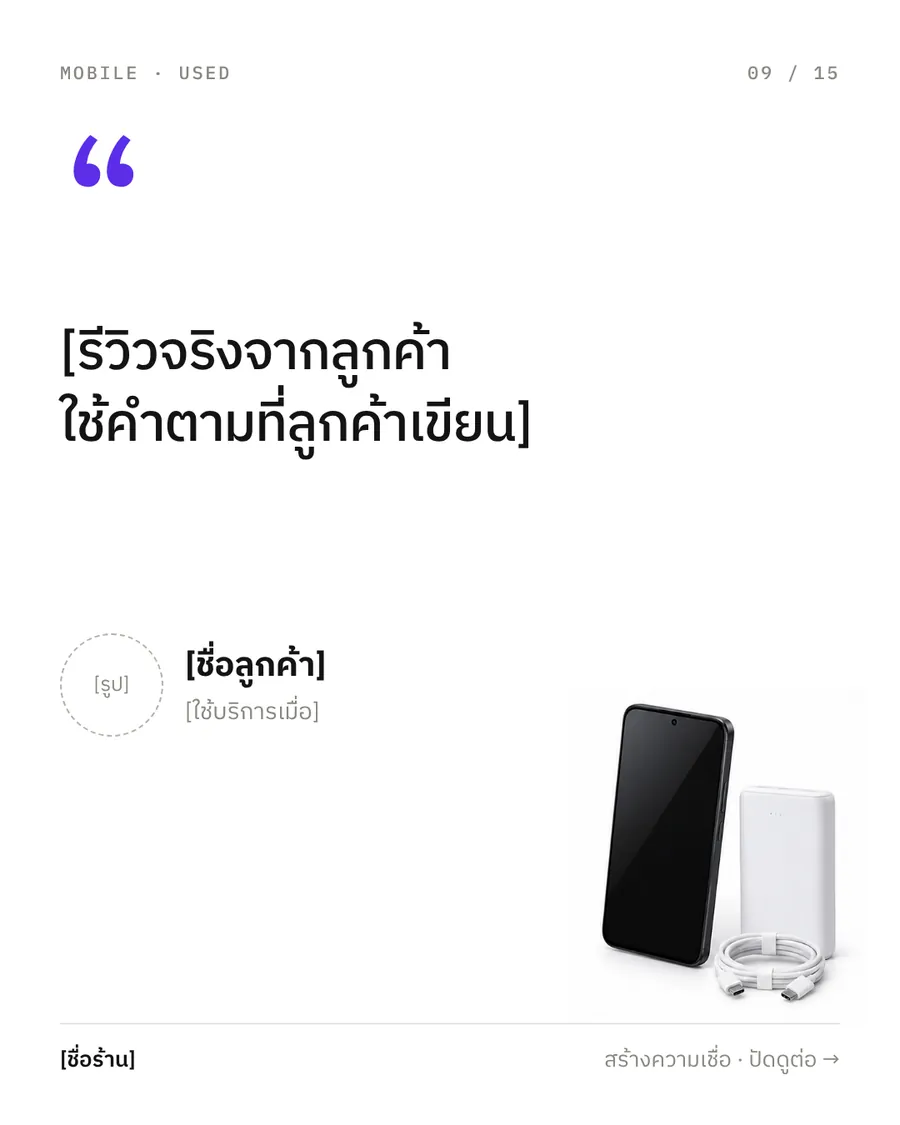 MOBILE · USED
09 / 15
“
[รีวิวจริงจากลูกค้า
ใช้คำตามที่ลูกค้าเขียน]
[รูป]
[ชื่อลูกค้า]
[ใช้บริการเมื่อ]
[ชื่อร้าน]
สร้างความเชื่อ · ปัดดูต่อ →